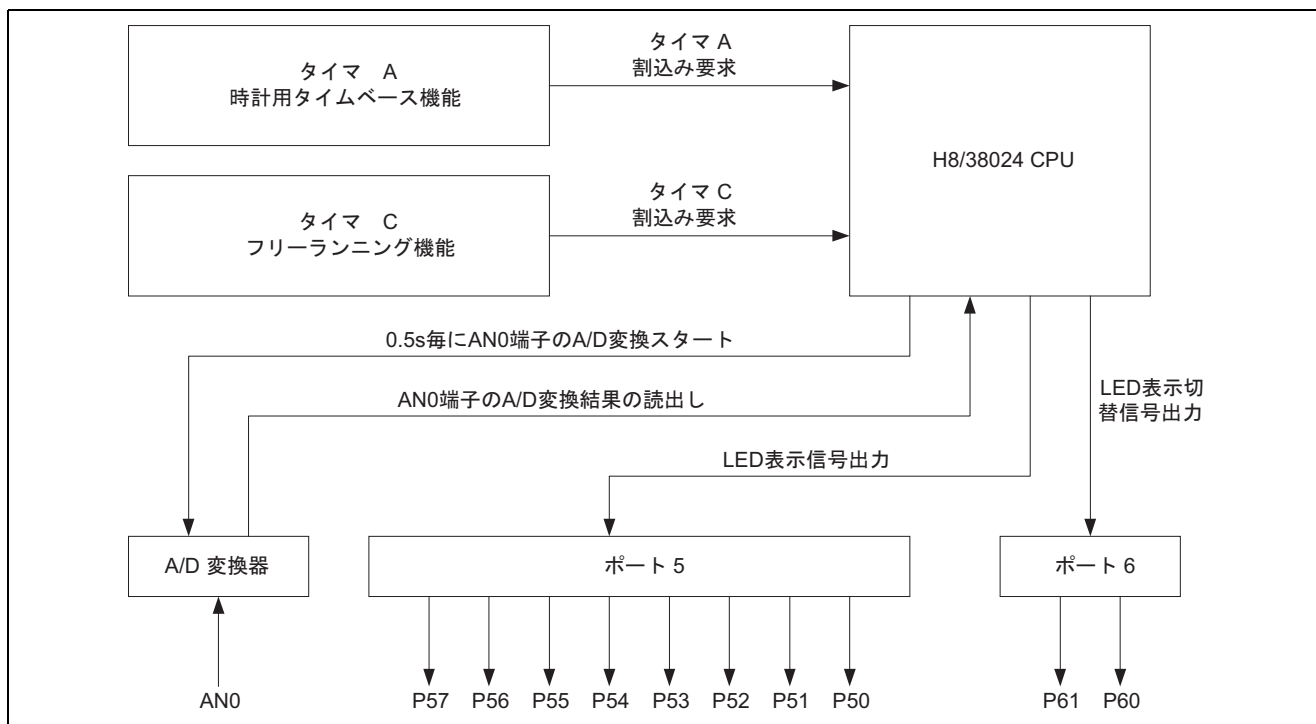 タイマ　A
時計用タイムベース機能
タイマ A
割込み要求
H8/38024 CPU
タイマ　C
フリーランニング機能
タイマ C
割込み要求
0.5s毎にAN0端子のA/D変換スタート
AN0端子のA/D変換結果の読出し
LED表示切
替信号出力
LED表示信号出力
A/D 変換器
ポート 5
ポート 6
AN0
P57
P56
P55
P54
P53
P52
P51
P50
P61
P60